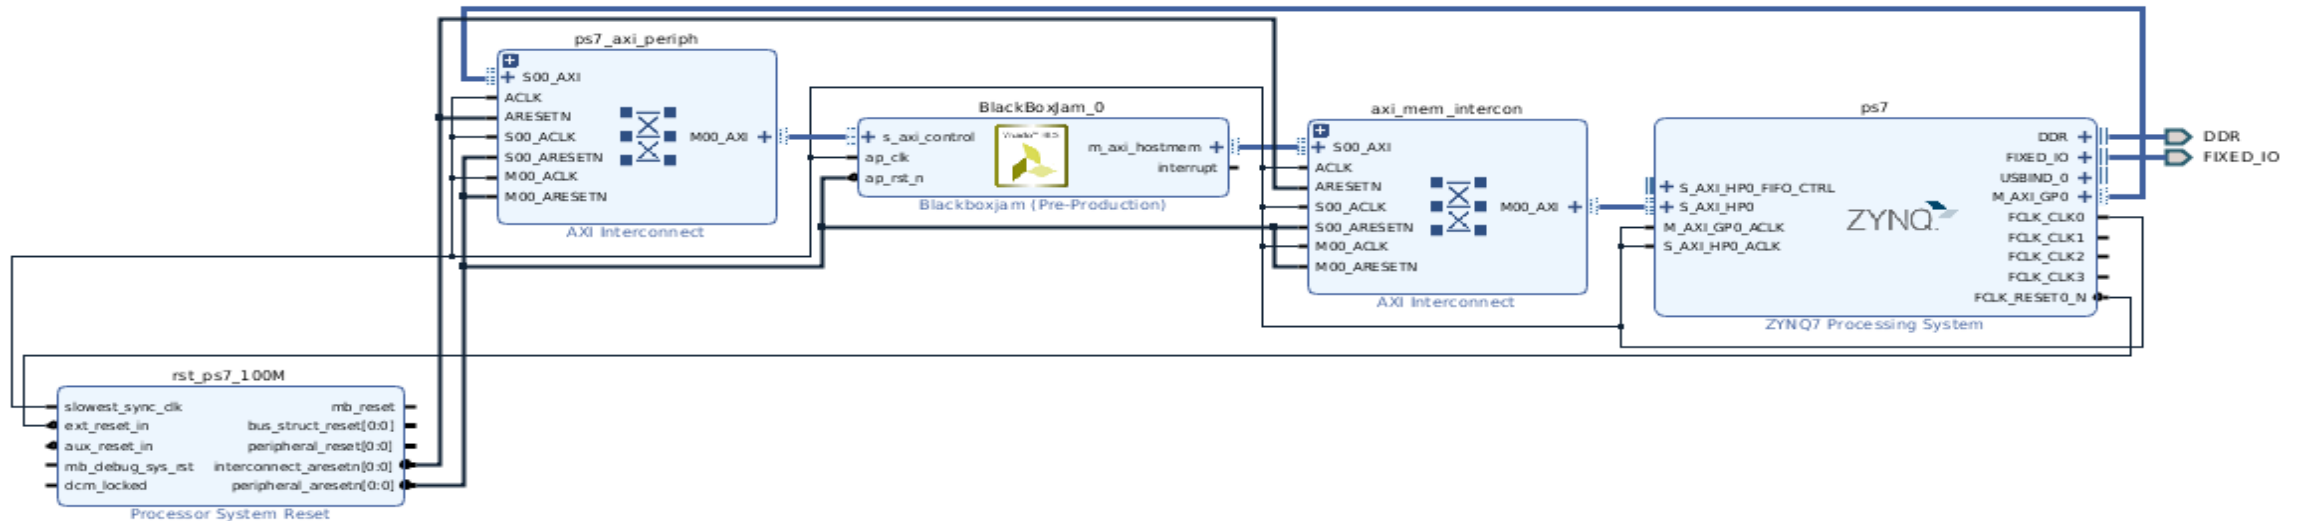 ps7_axi_periph
S00_AXI
ACLK
ARESETN
S00_ACLK
S00_ARESETN
M00_ACLK
M00_ARESETN
M00_AXI
AXI Interconnect
BlackBoxJam_0
s_axi_control
ap_clk
ap_rst_n
m_axi_hostmem
interrupt
Blackboxjam (Pre-Production)
axi_mem_intercon
S00_AXI
ACLK
ARESETN
S00_ACLK
S00_ARESETN
M00_ACLK
M00_ARESETN
M00_AXI
AXI Interconnect
ps7
S_AXI_HP0_FIFO_CTRL
S_AXI_HP0
M_AXI_GP0_ACLK
S_AXI_HP0_ACLK
ZYNQ
DDR
FIXED_IO
USBIND_0
M_AXI_GP0
FCLK_CLK0
FCLK_CLK1
FCLK_CLK2
FCLK_CLK3
FCLK_RESET0_N
ZYNQ7 Processing System
DDR
FIXED_IO
rst_ps7_100M
slowest_sync_clk
ext_reset_in
aux_reset_in
mb_debug_sys_rst
dcm_locked
mb_reset
bus_struct_reset[0:0]
peripheral_reset[0:0]
interconnect_aresetn[0:0]
peripheral_aresetn[0:0]
Processor System Reset